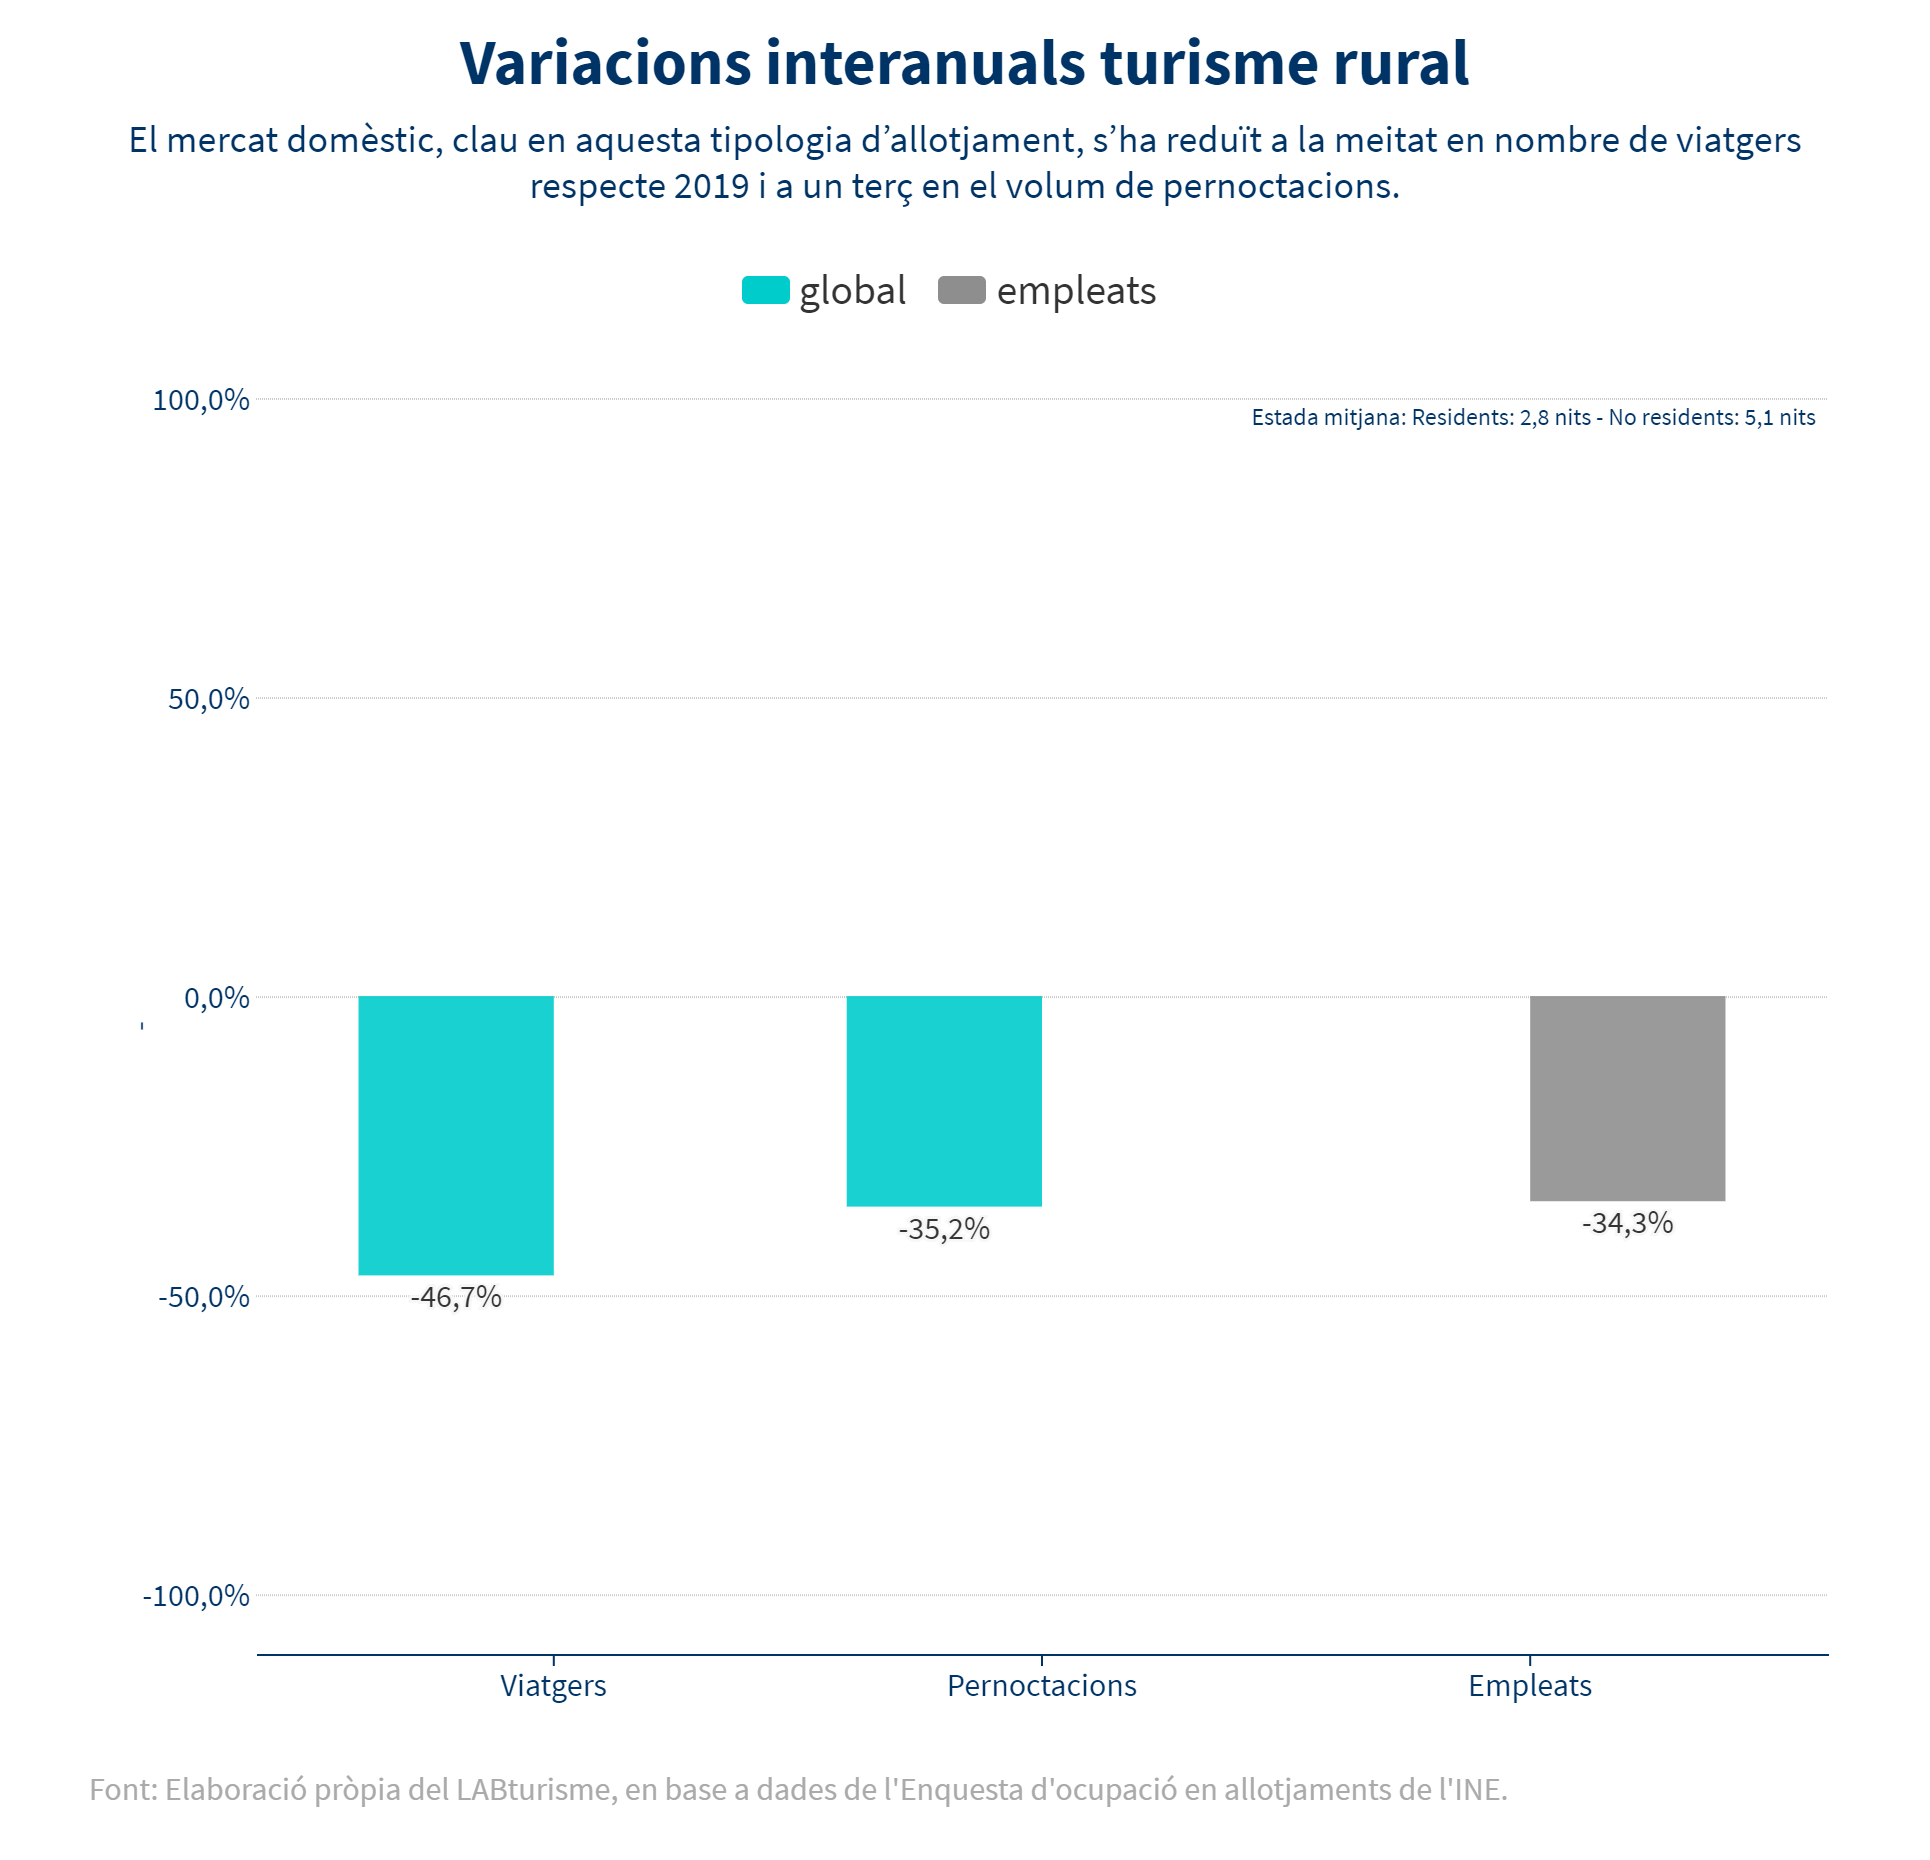 Variacions interanuals turisme rural
El mercat domèstic, clau en aquesta tipologia d’allotjament, s’ha reduït a la meitat en nombre de viatgers
respecte 2019 i a un terç en el volum de pernoctacions.
global empleats
100,0%
Estada mitjana: Residents: 2,8 nits - No residents: 5,1 nits
50,0%
0,0%
-
-35,2%
-34,3%
-50,0%
-46,7%
-100,0%
Viatgers Pernoctacions Empleats
Font: Elaboració pròpia del LABturisme, en base a dades de l'Enquesta d'ocupació en allotjaments de l'INE.